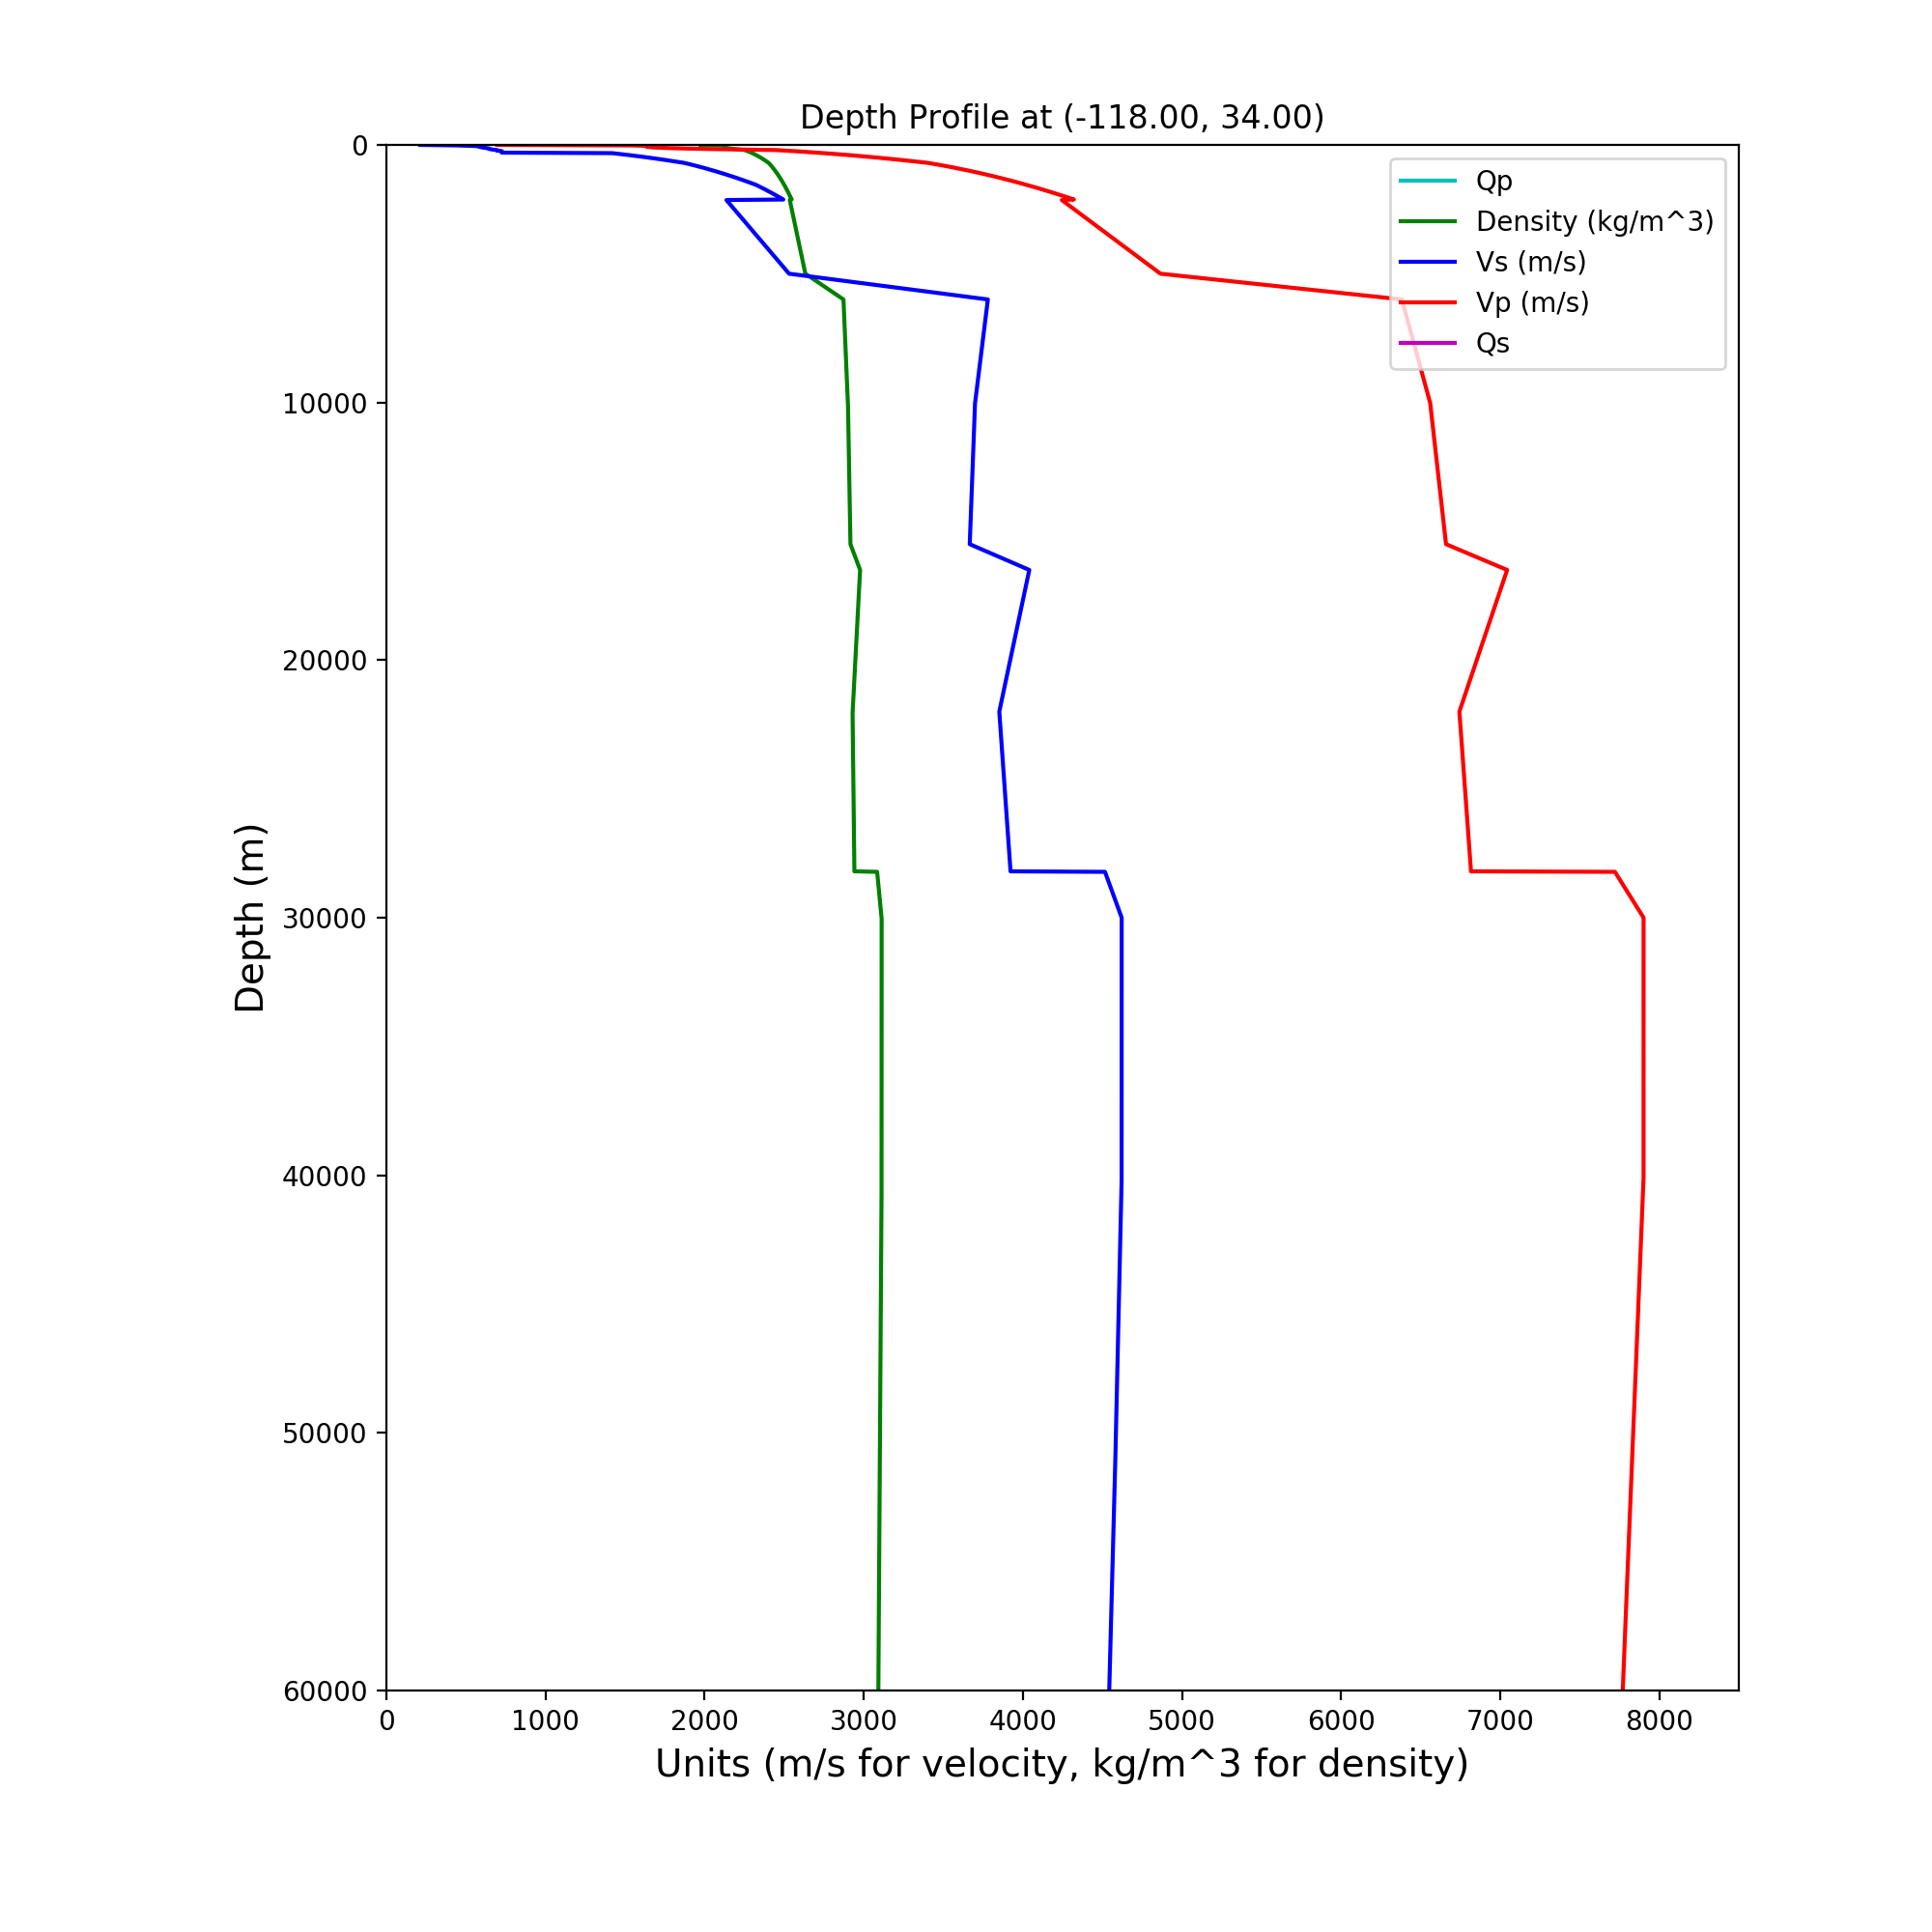 Depth Profile at (-118.00, 34.00)
0
10000
20000
30000
40000
50000
60000
Depth (m)
Qp
Density (kg/m^3)
Vs (m/s)
Vp (m/s)
Qs
0 1000 2000 3000 4000 5000 6000 7000 8000
Units (m/s for velocity, kg/m^3 for density)